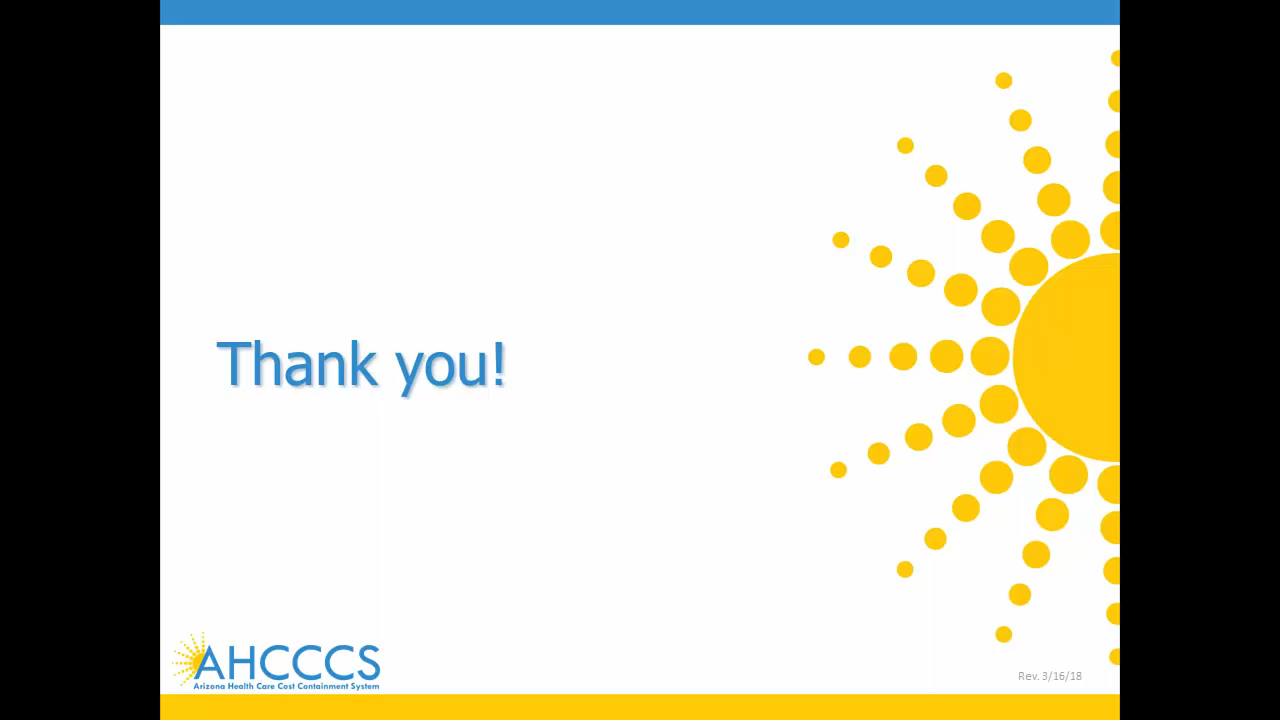 Thank you!
AHCCCS
Arizona Health Care Cost Containment System
Rev. 3/16/18